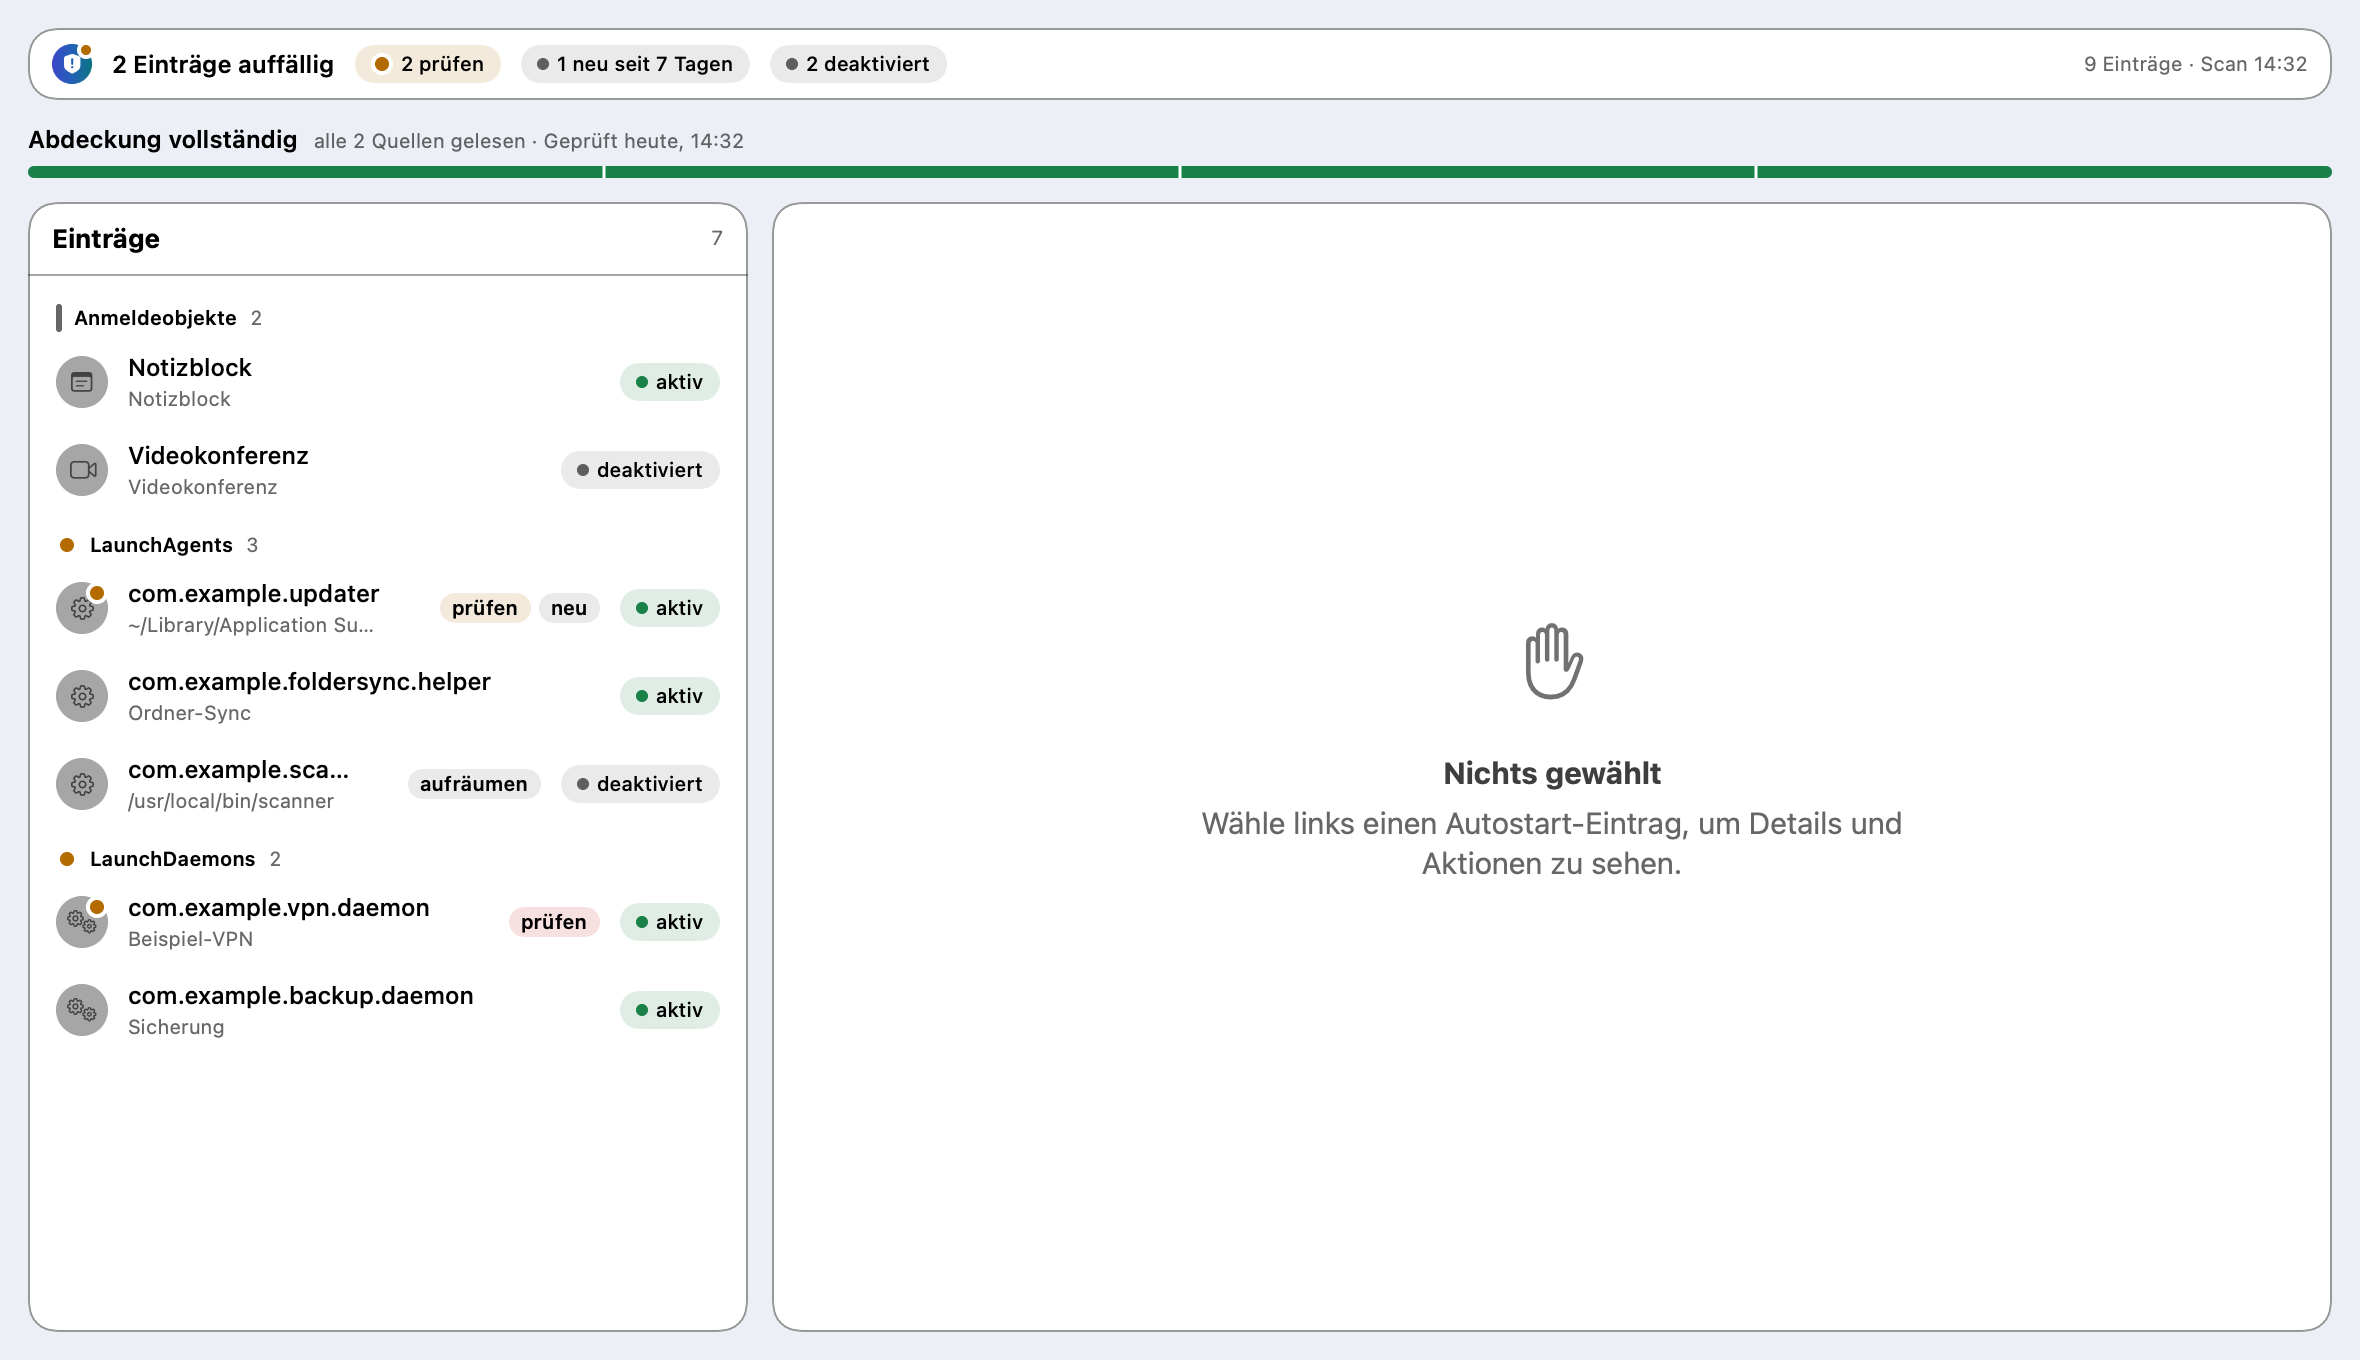 2 Einträge auffällig 2 prüfen 1 neu seit 7 Tagen 2 deaktiviert 9 Einträge · Scan 14:32
Abdeckung vollständig alle 2 Quellen gelesen · Geprüft heute, 14:32
Einträge 7
Anmeldeobjekte 2
Notizblock
Notizblock
aktiv
Videokonferenz
Videokonferenz
deaktiviert
LaunchAgents 3
com.example.updater
~/Library/Application Su...
prüfen neu aktiv
com.example.foldersync.helper
Ordner-Sync
aktiv
com.example.sca...
/usr/local/bin/scanner
aufräumen deaktiviert
LaunchDaemons 2
com.example.vpn.daemon
Beispiel-VPN
prüfen aktiv
com.example.backup.daemon
Sicherung
aktiv
Nichts gewählt
Wähle links einen Autostart-Eintrag, um Details und
Aktionen zu sehen.